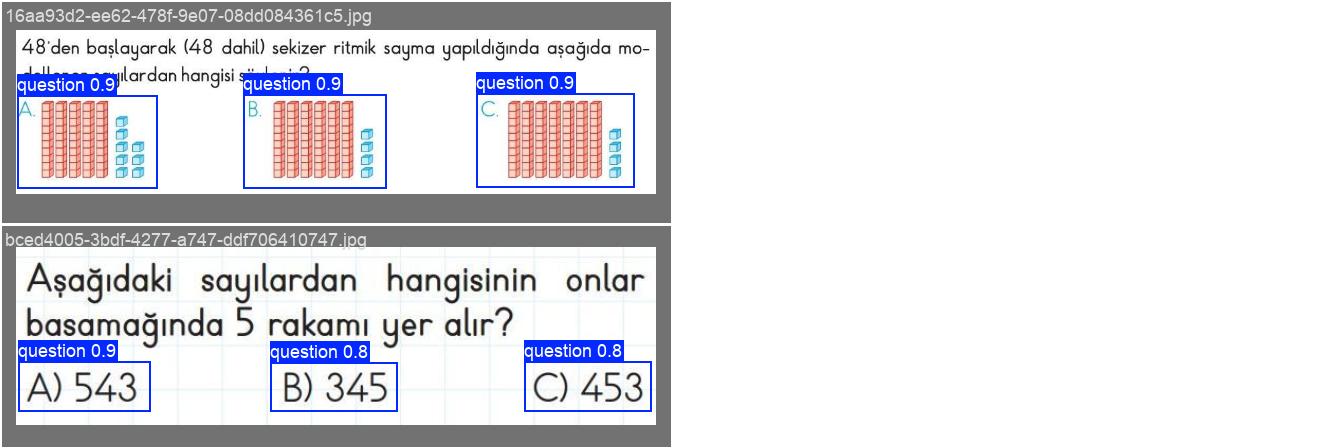 16aa93d2-ee62-478f-9e07-08dd084361c5.jpg
48'den başlayarak (48 dahil) sekizer ritmik sayma yapıldığında aşağıda mo-
sayılardan hangisi
question 0.9 question 0.9 question 0.9
A. B. C.
bced4005-3bdf-4277-a747-ddf706410747.jpg
Aşağıdaki sayılardan hangisinin onlar
basamağında 5 rakamı yer alır?
question 0.9 question 0.8 question 0.8
A) 543 B) 345 C) 453